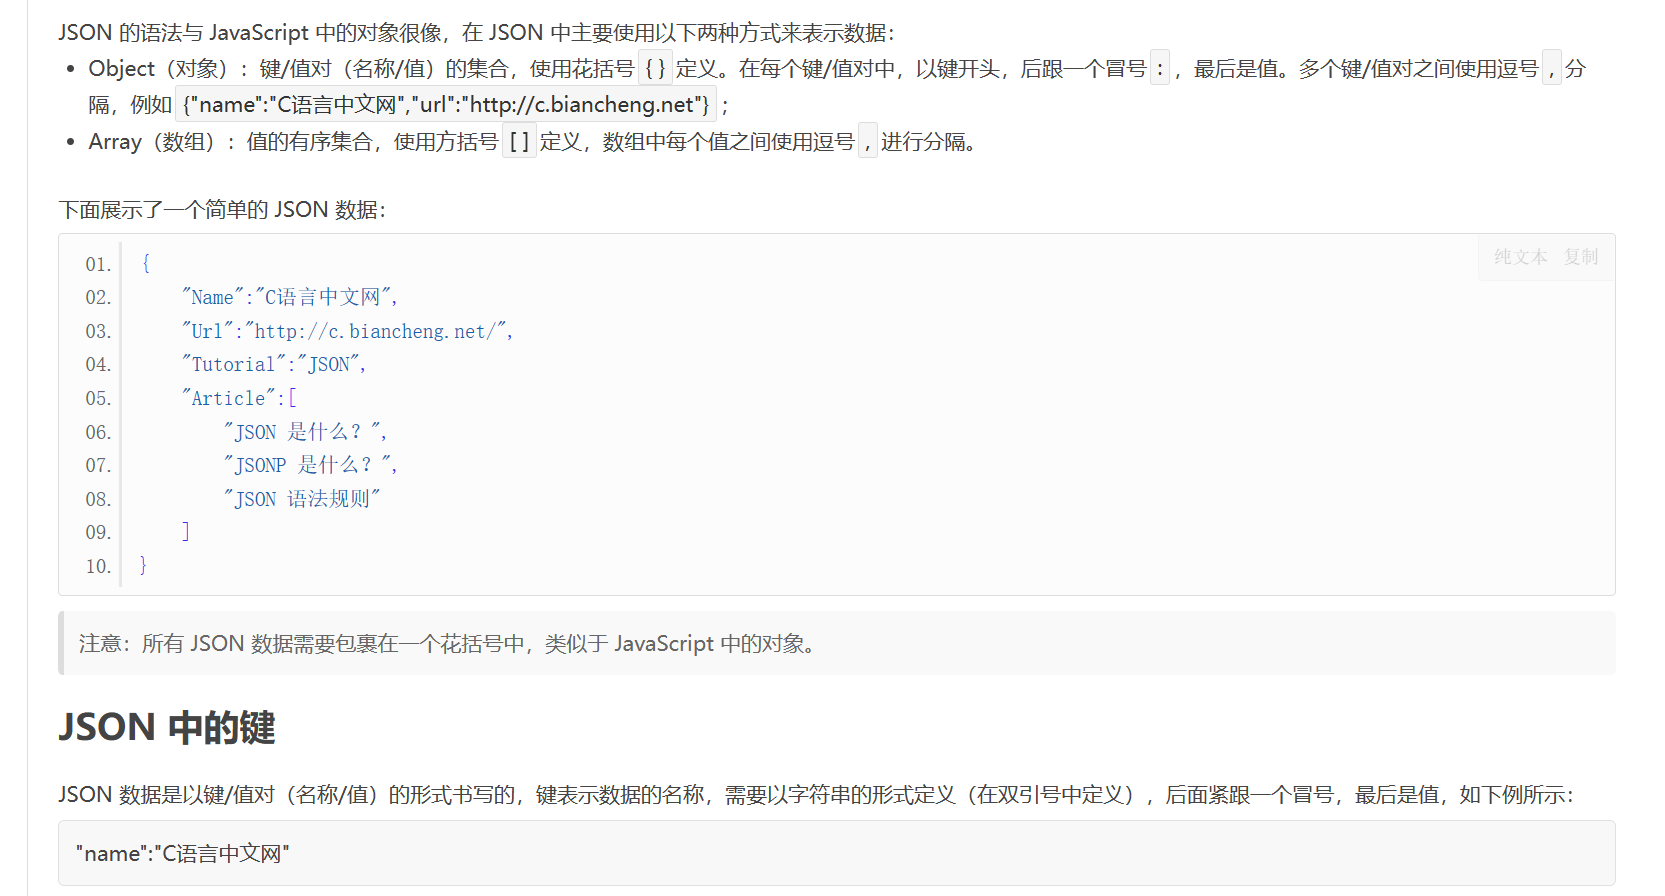 JSON 的语法与 JavaScript 中的对象很像，在 JSON 中主要使用以下两种方式来表示数据：
• Object（对象）：键/值对（名称/值）的集合，使用花括号{ }定义。在每个键/值对中，以键开头，后跟一个冒号:，最后是值。多个键/值对之间使用逗号,分
隔，例如{"name":"C语言中文网","url":"http://c.biancheng.net"}；
• Array（数组）：值的有序集合，使用方括号[ ]定义，数组中每个值之间使用逗号,进行分隔。
下面展示了一个简单的 JSON 数据：
纯文本 复制
01. {
02.     "Name":"C语言中文网",
03.     "Url":"http://c.biancheng.net/",
04.     "Tutorial":"JSON",
05.     "Article":[
06.         "JSON 是什么？",
07.         "JSONP 是什么？",
08.         "JSON 语法规则"
09.     ]
10. }
注意：所有 JSON 数据需要包裹在一个花括号中，类似于 JavaScript 中的对象。
JSON 中的键
JSON 数据是以键/值对（名称/值）的形式书写的，键表示数据的名称，需要以字符串的形式定义（在双引号中定义），后面紧跟一个冒号，最后是值，如下例所示：
"name":"C语言中文网"